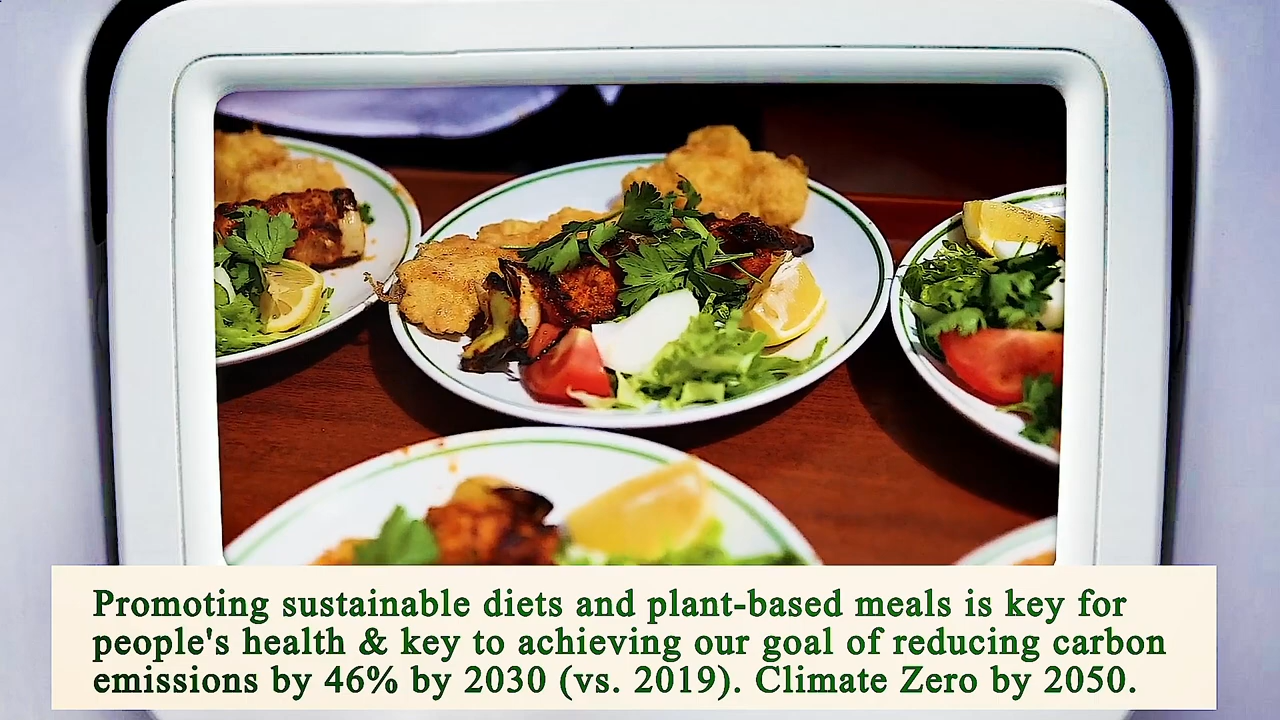 Promoting sustainable diets and plant-based meals is key for
people's health & key to achieving our goal of reducing carbon
emissions by 46% by 2030 (vs. 2019). Climate Zero by 2050.